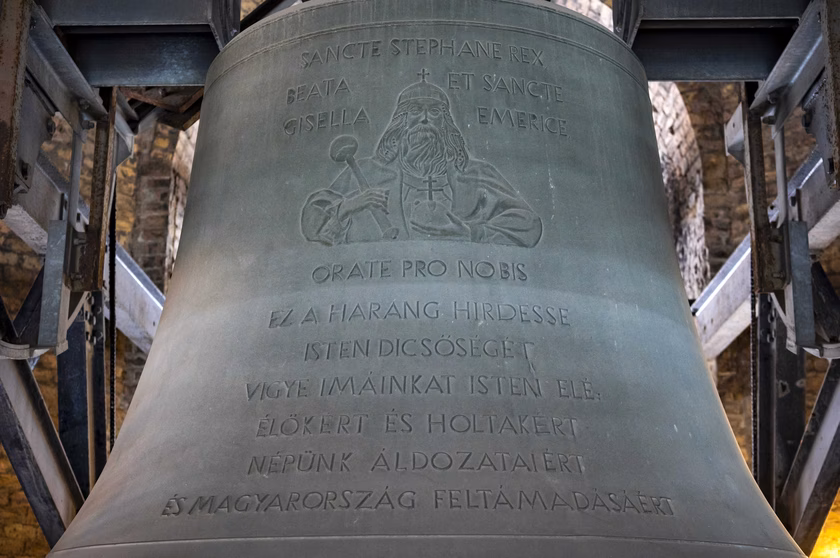 SANCTE STEPHANE REX
BEATA ET SANCTE
GISELLA EMERICE
ORATE PRO NOBIS
EZ A HARANG HIRDESSE
ISTEN DICSŐSÉGÉT
VIGYE IMÁINKAT ISTEN ELÉ:
ÉLŐKÉRT ÉS HOLTAKÉRT
NÉPÜNK ÁLDOZATAIÉRT
ÉS MAGYARORSZÁG FELTÁMADÁSÁÉRT